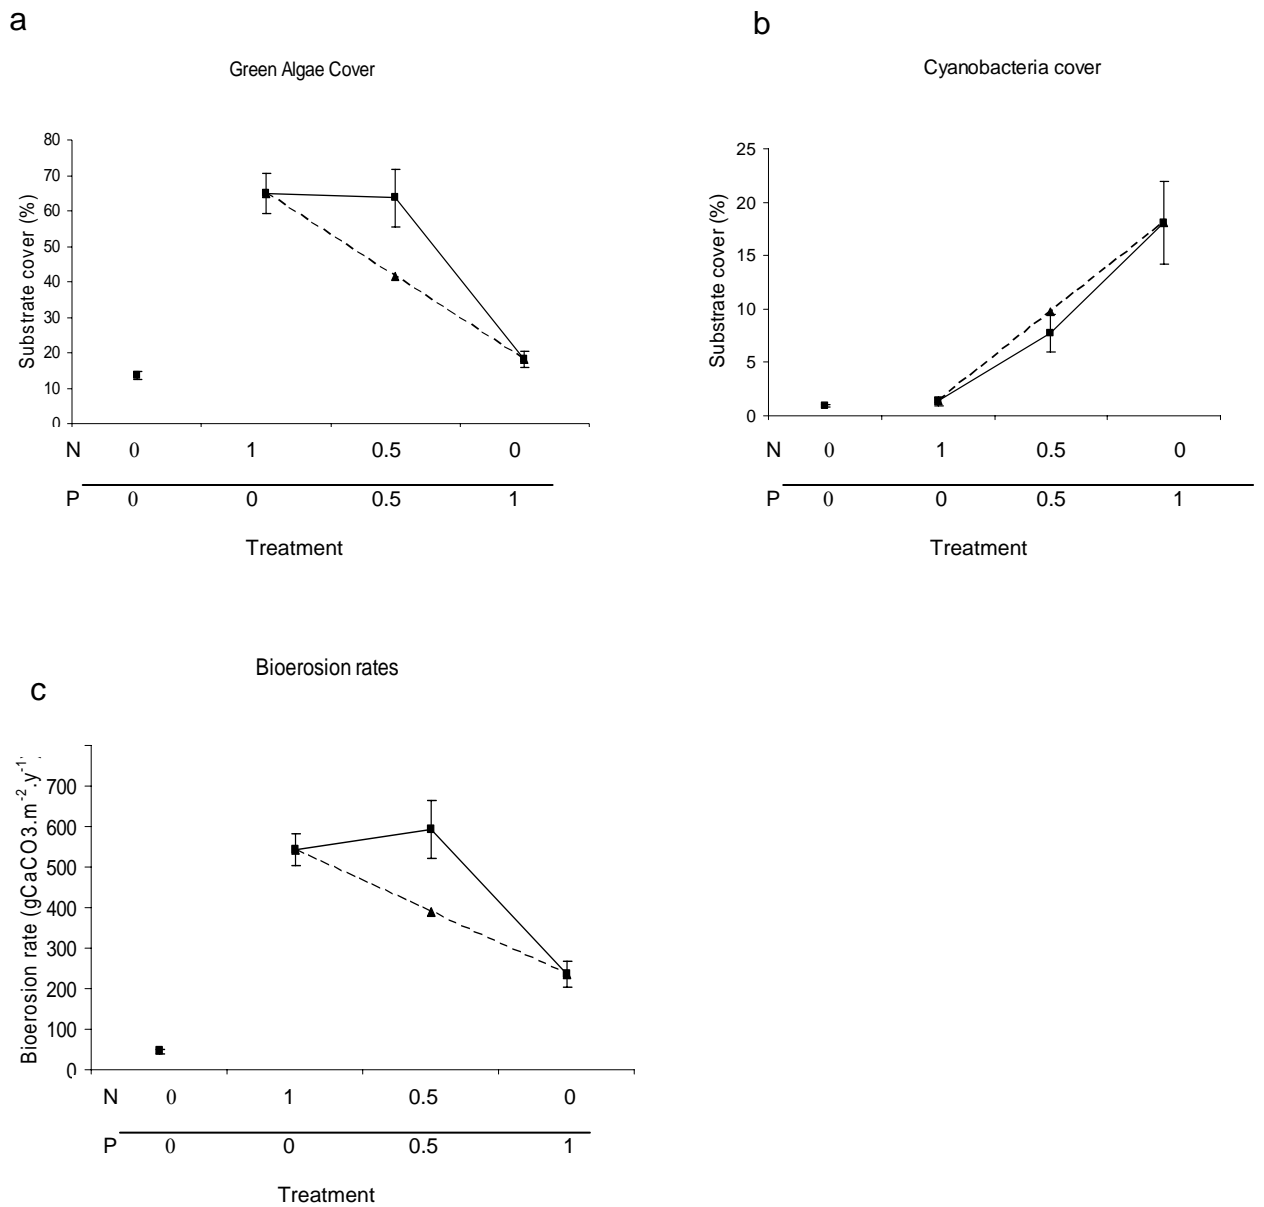 a
Green Algae Cover
Substrate cover (%)
80
70
60
50
40
30
20
10
0
N 0 1 0.5 0
P 0 0 0.5 1
Treatment
b
Cyanobacteria cover
Substrate cover (%)
25
20
15
10
5
0
N 0 1 0.5 0
P 0 0 0.5 1
Treatment
c
Bioerosion rates
Bioerosion rate (gCaCO3.m⁻².y⁻¹
700
600
500
400
300
200
100
0
N 0 1 0.5 0
P 0 0 0.5 1
Treatment